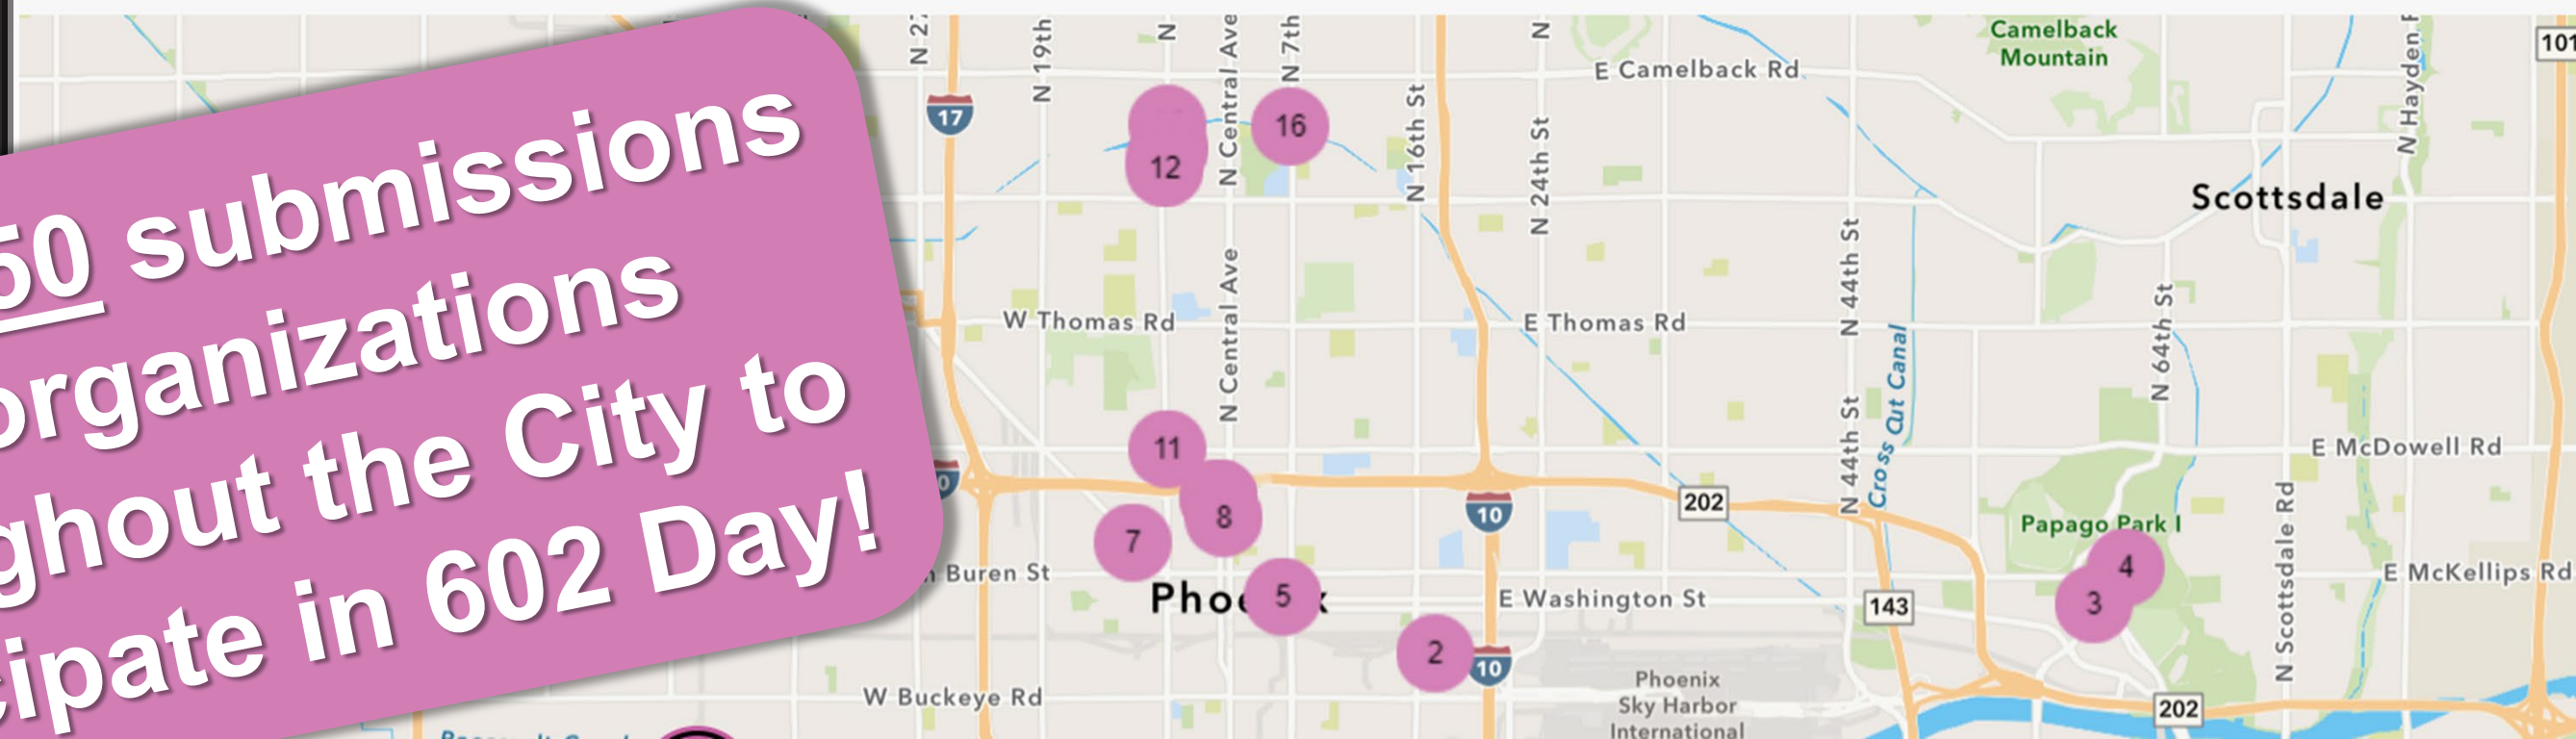 50 submissions
organizations
ghout the City to
cipate in 602 Day!
N 19th
N
N Central Ave
N 7th
N
E Camelback Rd
Camelback
Mountain
N Hayden
101
17
16
12
N 16th St
N 24th St
Scottsdale
N 44th St
W Thomas Rd
N Central Ave
E Thomas Rd
Cross Cut Canal
N 64th St
11
N 44th St
E McDowell Rd
0
8
10
202
Papago Park I
7
4
Buren St
Phoe x
5
E Washington St
143
3
N Scottsdale Rd
E McKellips Rd
2
10
W Buckeye Rd
Phoenix
Sky Harbor
International
202